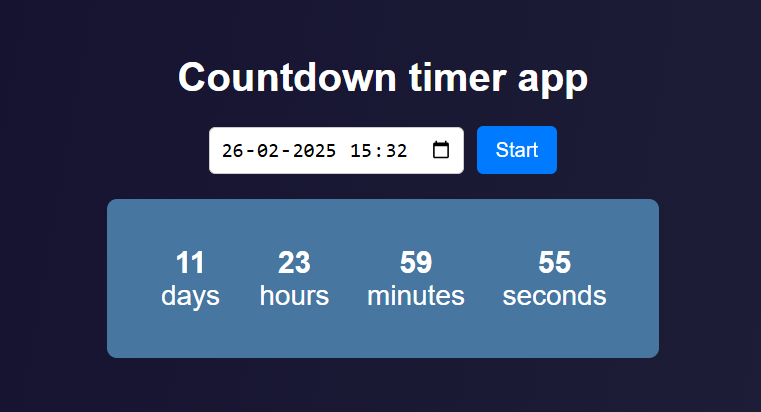 Countdown timer app
26-02-2025 15:32 Start
11 23 59 55
days hours minutes seconds